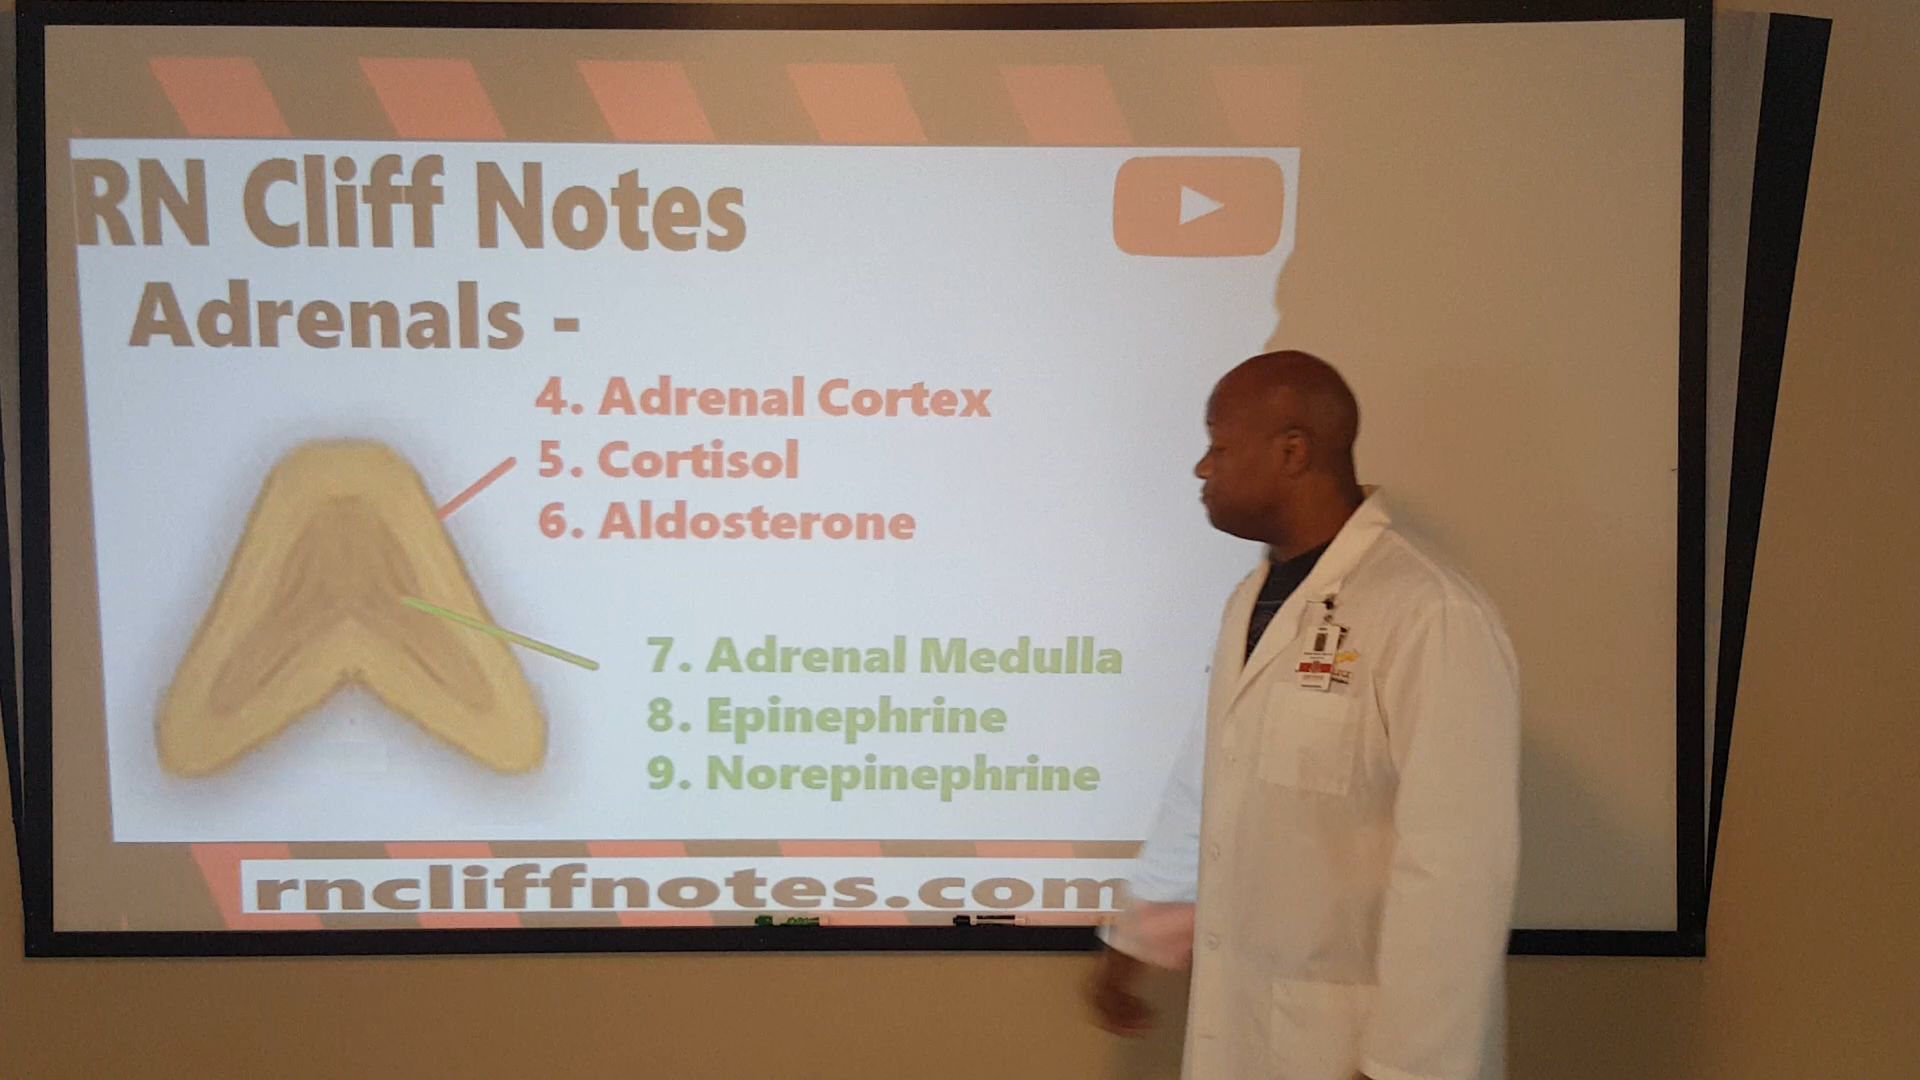 RN Cliff Notes
Adrenals -
4. Adrenal Cortex
5. Cortisol
6. Aldosterone
7. Adrenal Medulla
8. Epinephrine
9. Norepinephrine
rncliffnotes.com